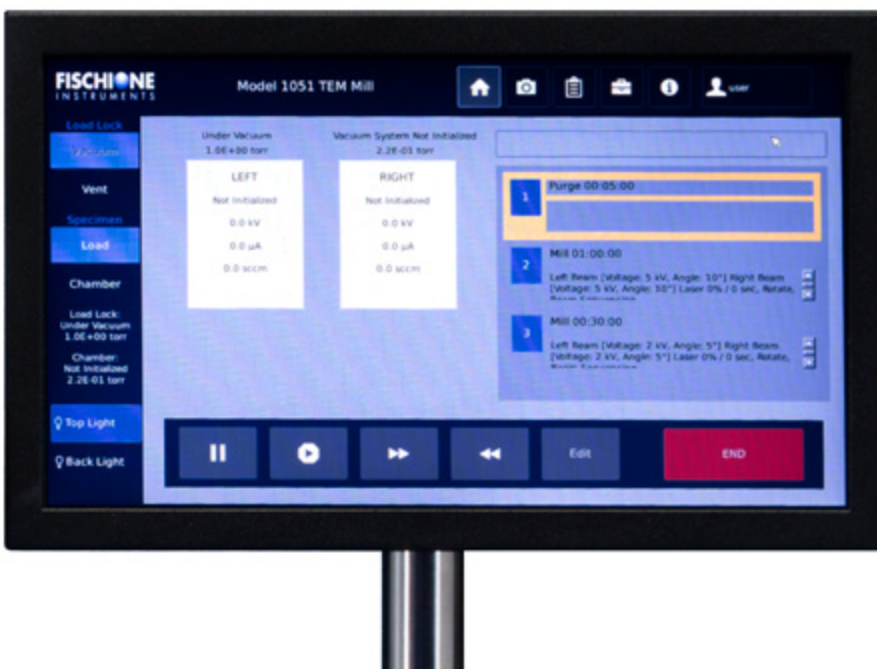 FISCHIONE
INSTRUMENTS
Model 1051 TEM Mill
user
Load Lock
Vacuum
Vent
Specimen
Load
Chamber
Load Lock:
Under Vacuum
1.0E+00 torr
Chamber:
Not Initialized
2.2E-01 torr
Top Light
Back Light
Under Vacuum
1.0E+00 torr
LEFT
Not Initialized
0.0 kV
0.0 µA
0.0 sccm
Vacuum System Not Initialized
2.2E-01 torr
RIGHT
Not Initialized
0.0 kV
0.0 µA
0.0 sccm
1
Purge 00:05:00
2
Mill 01:00:00
Left Beam [Voltage: 5 kV, Angle: 10°] Right Beam
[Voltage: 5 kV, Angle: 10°] Laser 0% / 0 sec, Rotate,
Beam Sequencing
3
Mill 00:30:00
Left Beam [Voltage: 2 kV, Angle: 5°] Right Beam
[Voltage: 2 kV, Angle: 5°] Laser 0% / 0 sec, Rotate,
Beam Sequencing
Edit
END